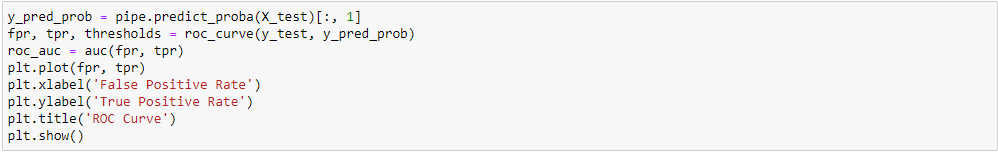 y_pred_prob = pipe.predict_proba(X_test)[:, 1]
fpr, tpr, thresholds = roc_curve(y_test, y_pred_prob)
roc_auc = auc(fpr, tpr)
plt.plot(fpr, tpr)
plt.xlabel('False Positive Rate')
plt.ylabel('True Positive Rate')
plt.title('ROC Curve')
plt.show()